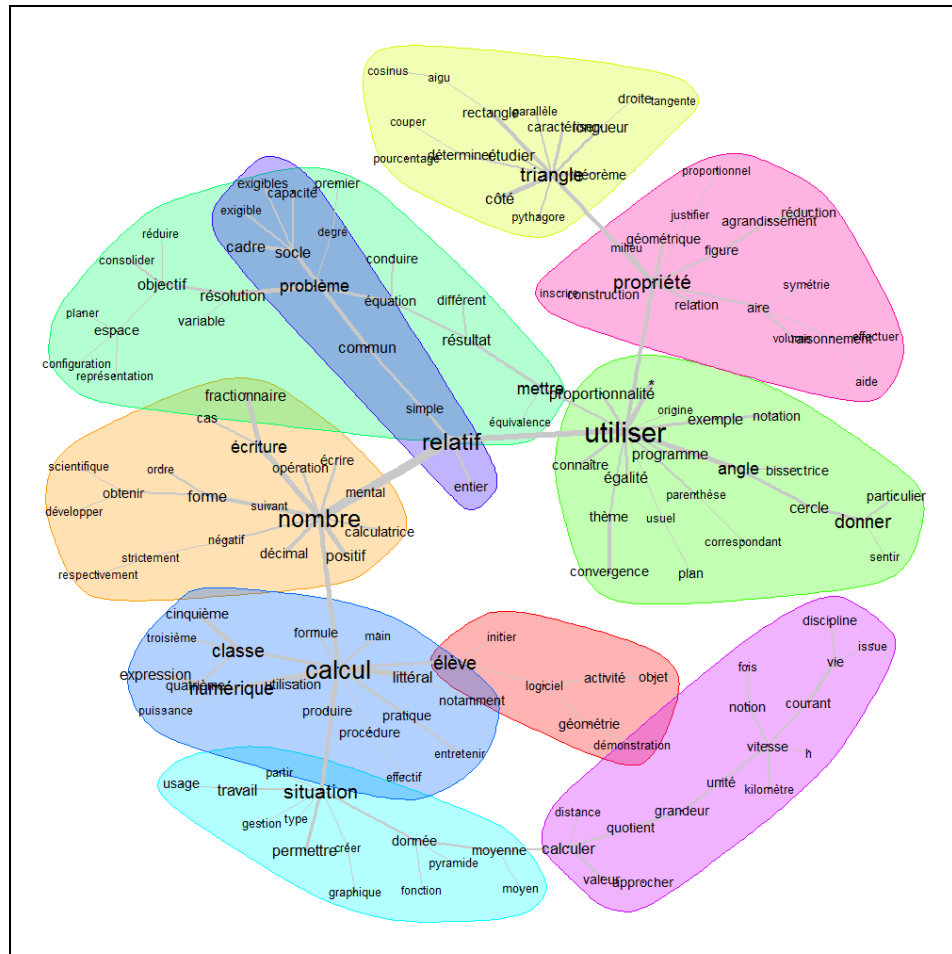 cosinus
aigu
droite
tangente
rectangle
parallèle
couper
caractériser
longueur
pourcentage
déterminer
étudier
triangle
théorème
côté
pythagore
exigibles
capacité
premier
exigible
degré
cadre
socle
réduire
consolider
conduire
objectif
résolution
problème
équation
différent
planer
variable
espace
résultat
configuration
représentation
commun
mettre
simple
équivalence
relatif
entier
proportionnel
justifier
réduction
agrandissement
milieu
géométrique
figure
propriété
inscrire
construction
symétrie
relation
aire
volume
raisonnement
effectuer
aide
proportionnalité
*
origine
exemple
notation
utiliser
programme
connaître
égalité
angle
bissectrice
parenthèse
cercle
particulier
thème
usuel
donner
correspondant
sentir
convergence
plan
fractionnaire
cas
écriture
écrire
scientifique
ordre
opération
obtenir
forme
mental
développer
suivant
nombre
calculatrice
négatif
décimal
positif
strictement
respectivement
cinquième
troisième
formule
main
classe
calcul
élève
initier
expression
quatrième
numérique
utilisation
littéral
logiciel
activité
objet
puissance
produire
pratique
notamment
procédure
géométrie
entretenir
démonstration
discipline
issue
fois
vie
notion
courant
vitesse
h
unité
kilomètre
grandeur
distance
quotient
calculer
valeur
approcher
usage
partir
effectif
travail
situation
gestion
type
permettre
créer
donnée
moyenne
pyramide
graphique
fonction
moyen